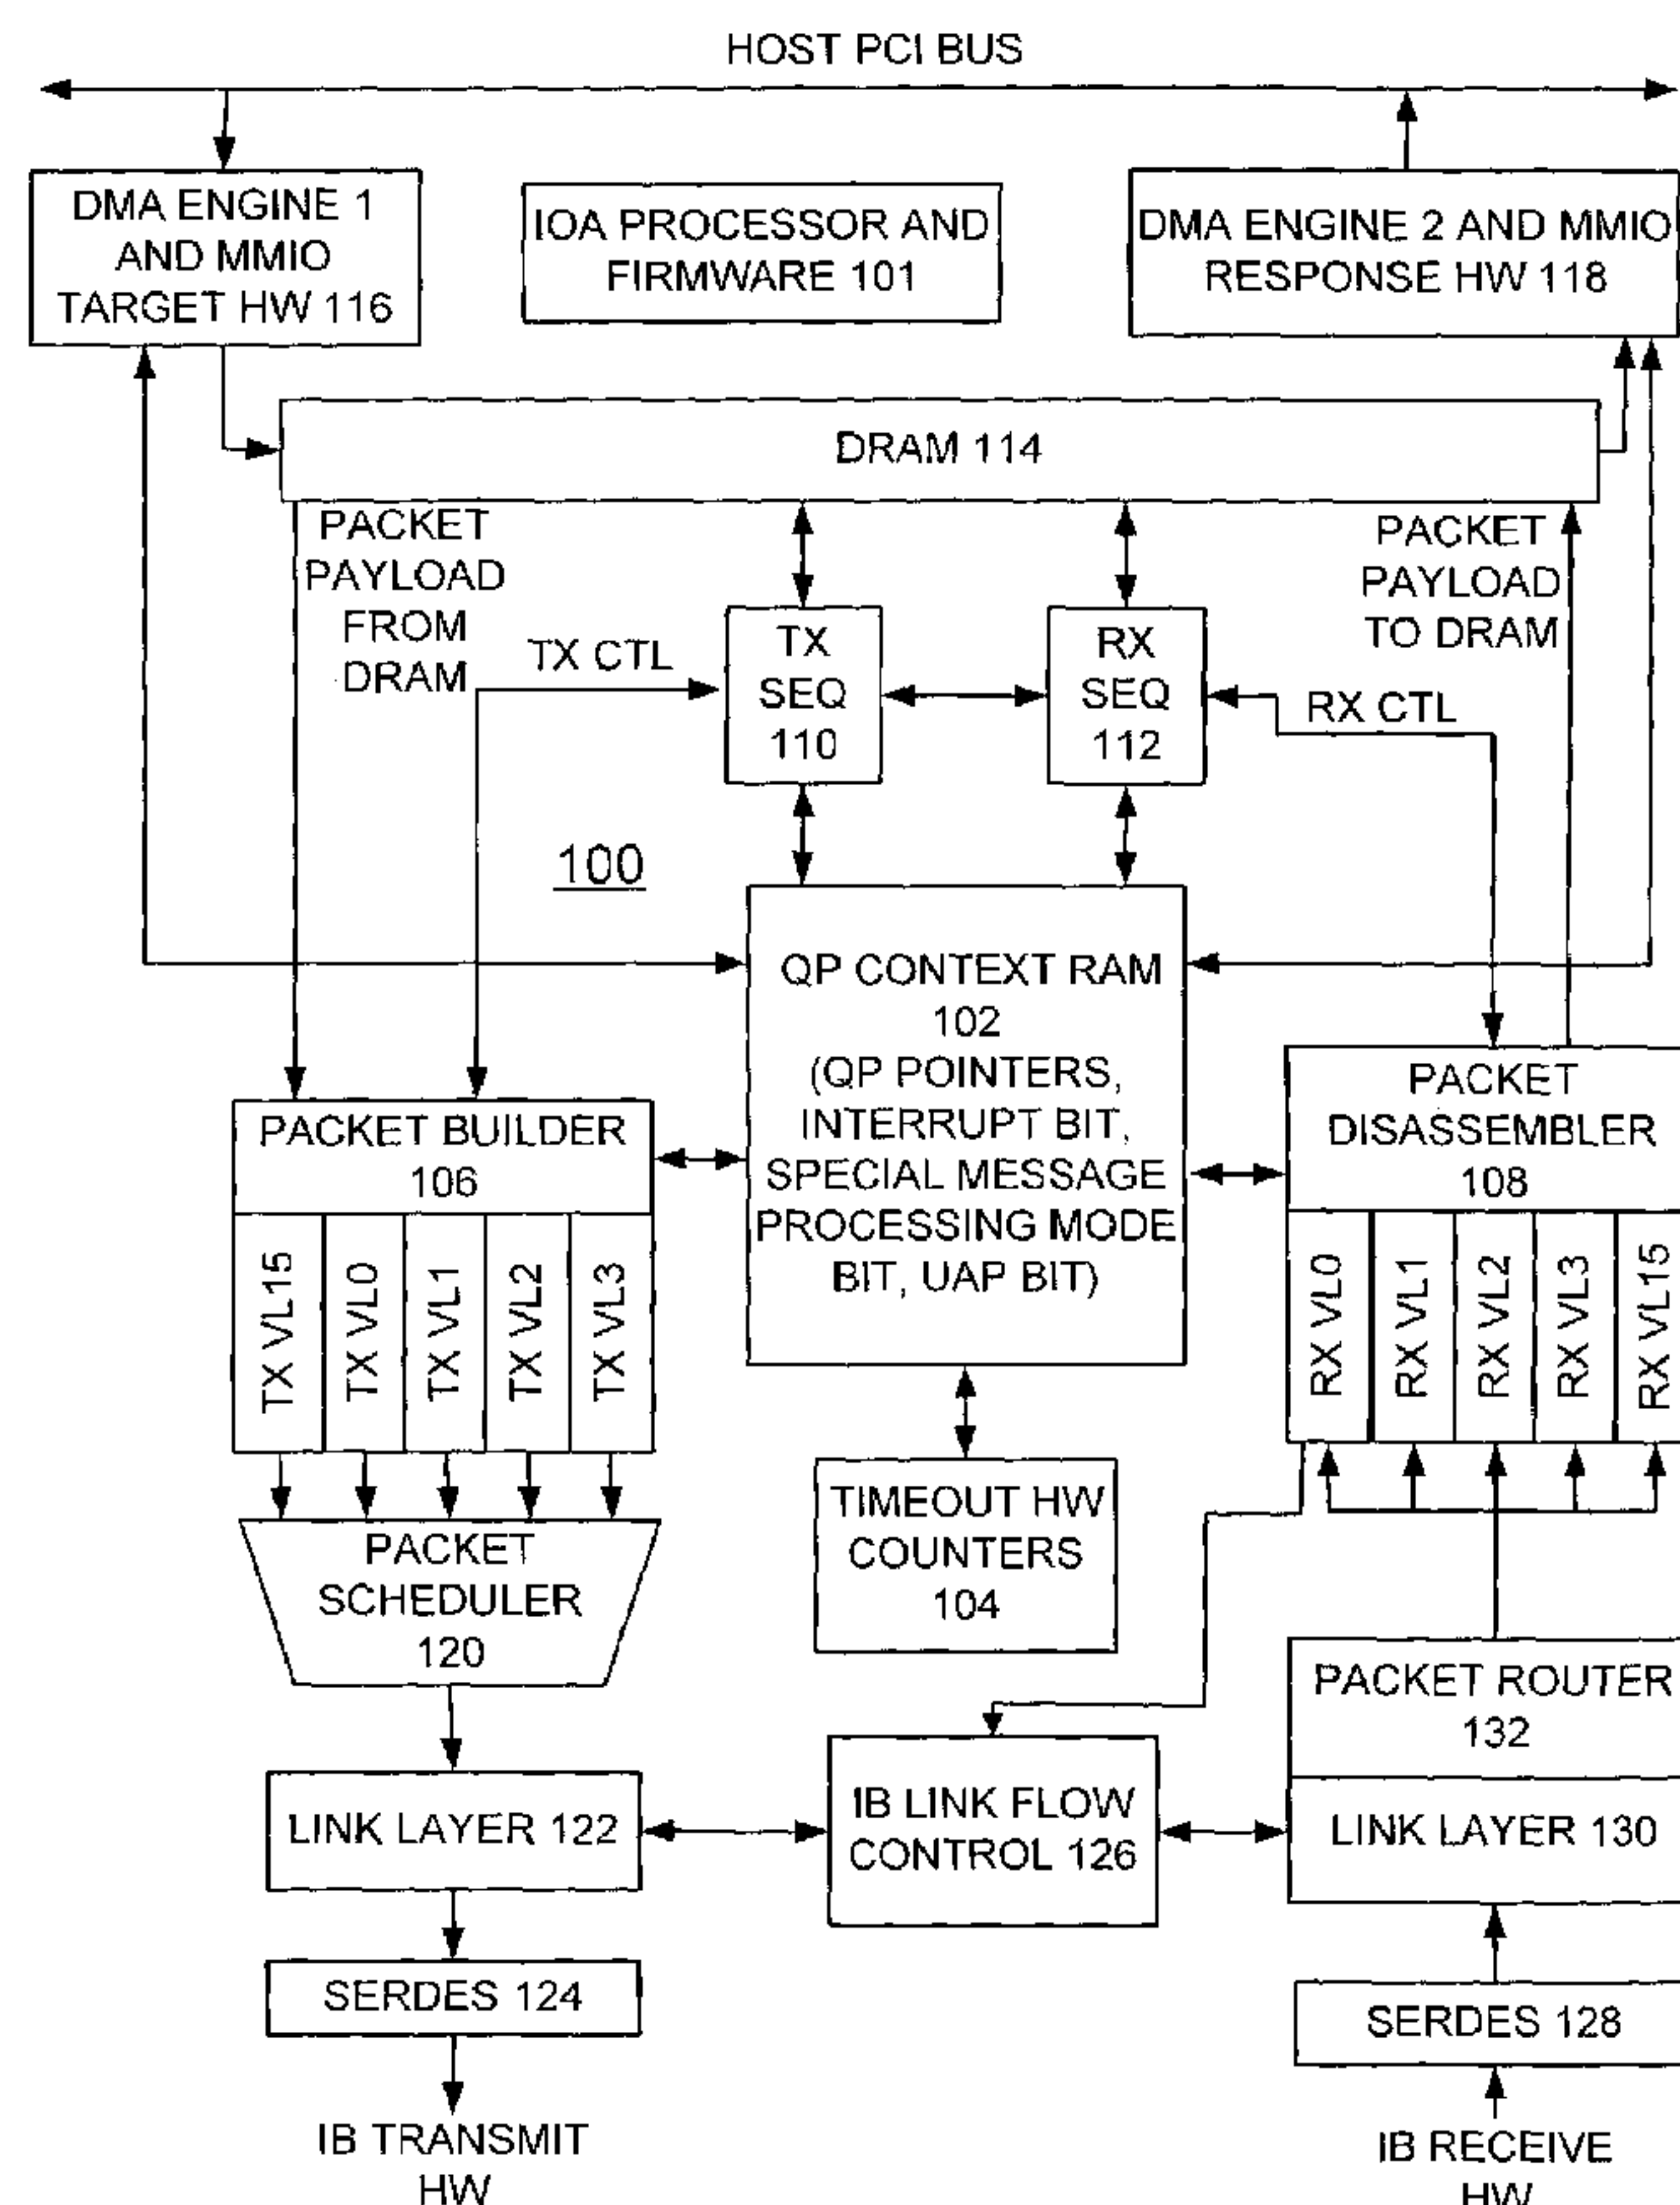 HOST PCI BUS
DMA ENGINE 1
AND MMIO
TARGET HW 116
IOA PROCESSOR AND
FIRMWARE 101
DMA ENGINE 2 AND MMIO
RESPONSE HW 118
DRAM 114
PACKET
PAYLOAD
FROM
DRAM
TX CTL
TX
SEQ
110
RX
SEQ
112
RX CTL
PACKET
PAYLOAD
TO DRAM
100
QP CONTEXT RAM
102
(QP POINTERS,
INTERRUPT BIT,
SPECIAL MESSAGE
PROCESSING MODE
BIT, UAP BIT)
PACKET BUILDER
106
TX VL15
TX VL0
TX VL1
TX VL2
TX VL3
PACKET
DISASSEMBLER
108
RX VL0
RX VL1
RX VL2
RX VL3
RX VL15
PACKET
SCHEDULER
120
TIMEOUT HW
COUNTERS
104
PACKET ROUTER
132
LINK LAYER 122
IB LINK FLOW
CONTROL 126
LINK LAYER 130
SERDES 124
SERDES 128
IB TRANSMIT
HW
IB RECEIVE
HW